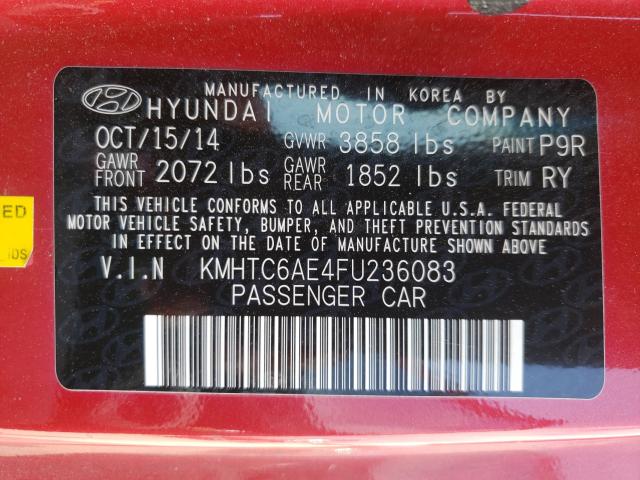 MANUFACTURED IN KOREA BY
HYUNDAI MOTOR COMPANY
OCT/15/14 GVWR 3858 lbs PAINT P9R
GAWR FRONT 2072 lbs GAWR REAR 1852 lbs TRIM RY
THIS VEHICLE CONFORMS TO ALL APPLICABLE U.S.A. FEDERAL
MOTOR VEHICLE SAFETY, BUMPER, AND THEFT PREVENTION STANDARDS
IN EFFECT ON THE DATE OF MANUFACTURE SHOWN ABOVE.
V.I.N KMHTC6AE4FU236083
PASSENGER CAR